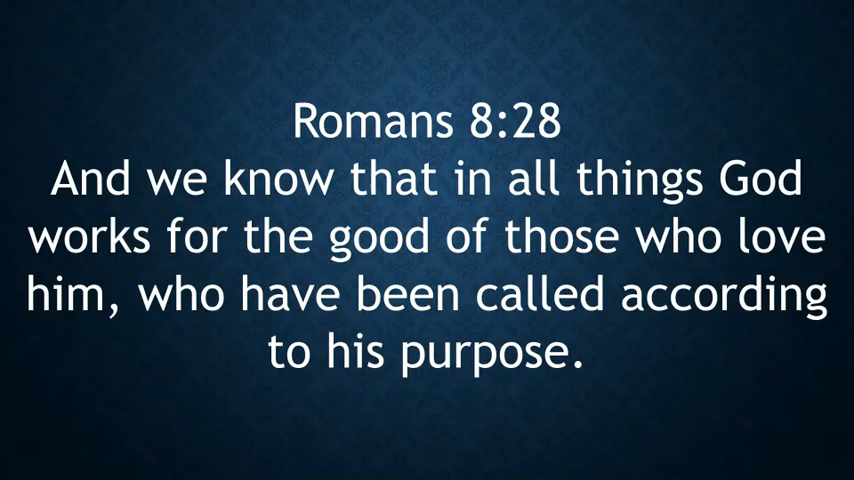 Romans 8:28
And we know that in all things God
works for the good of those who love
him, who have been called according
to his purpose.